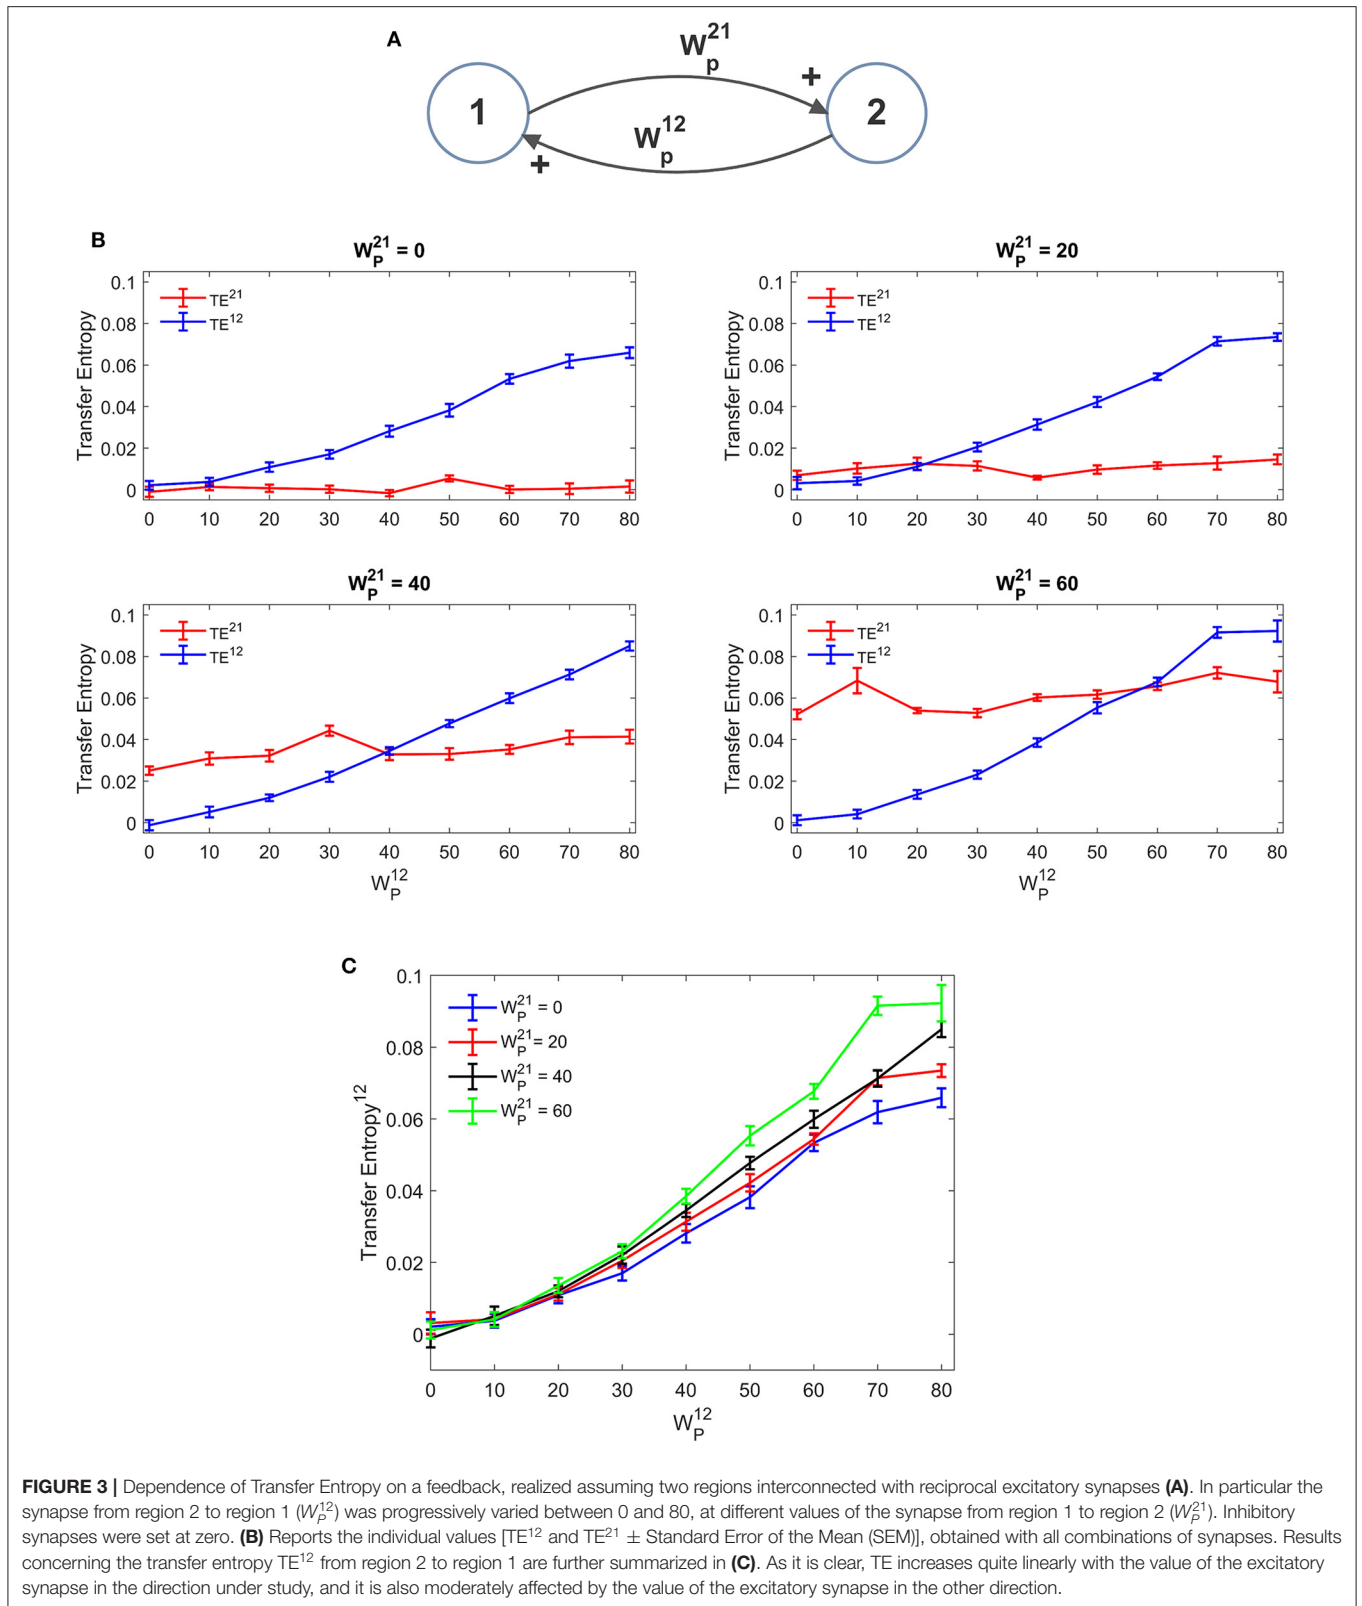 A
W_p^21
+
1
2
W_p^12
+
B
W_P^21 = 0
Transfer Entropy
0.1
0.08
0.06
0.04
0.02
0
TE^21
TE^12
0 10 20 30 40 50 60 70 80
W_P^21 = 20
Transfer Entropy
0.1
0.08
0.06
0.04
0.02
0
TE^21
TE^12
0 10 20 30 40 50 60 70 80
W_P^21 = 40
Transfer Entropy
0.1
0.08
0.06
0.04
0.02
0
TE^21
TE^12
0 10 20 30 40 50 60 70 80
W_P^12
W_P^21 = 60
Transfer Entropy
0.1
0.08
0.06
0.04
0.02
0
TE^21
TE^12
0 10 20 30 40 50 60 70 80
W_P^12
C
Transfer Entropy^12
0.1
0.08
0.06
0.04
0.02
0
W_P^21 = 0
W_P^21 = 20
W_P^21 = 40
W_P^21 = 60
0 10 20 30 40 50 60 70 80
W_P^12
FIGURE 3 | Dependence of Transfer Entropy on a feedback, realized assuming two regions interconnected with reciprocal excitatory synapses (A). In particular the
synapse from region 2 to region 1 (W_P^12) was progressively varied between 0 and 80, at different values of the synapse from region 1 to region 2 (W_P^21). Inhibitory
synapses were set at zero. (B) Reports the individual values [TE^12 and TE^21 ± Standard Error of the Mean (SEM)], obtained with all combinations of synapses. Results
concerning the transfer entropy TE^12 from region 2 to region 1 are further summarized in (C). As it is clear, TE increases quite linearly with the value of the excitatory
synapse in the direction under study, and it is also moderately affected by the value of the excitatory synapse in the other direction.